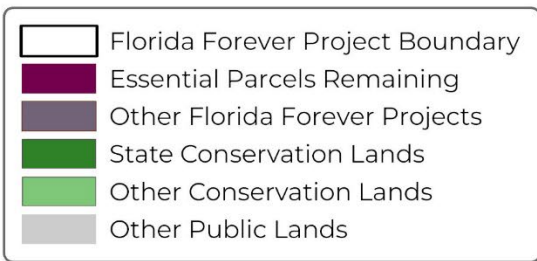 Florida Forever Project Boundary
Essential Parcels Remaining
Other Florida Forever Projects
State Conservation Lands
Other Conservation Lands
Other Public Lands